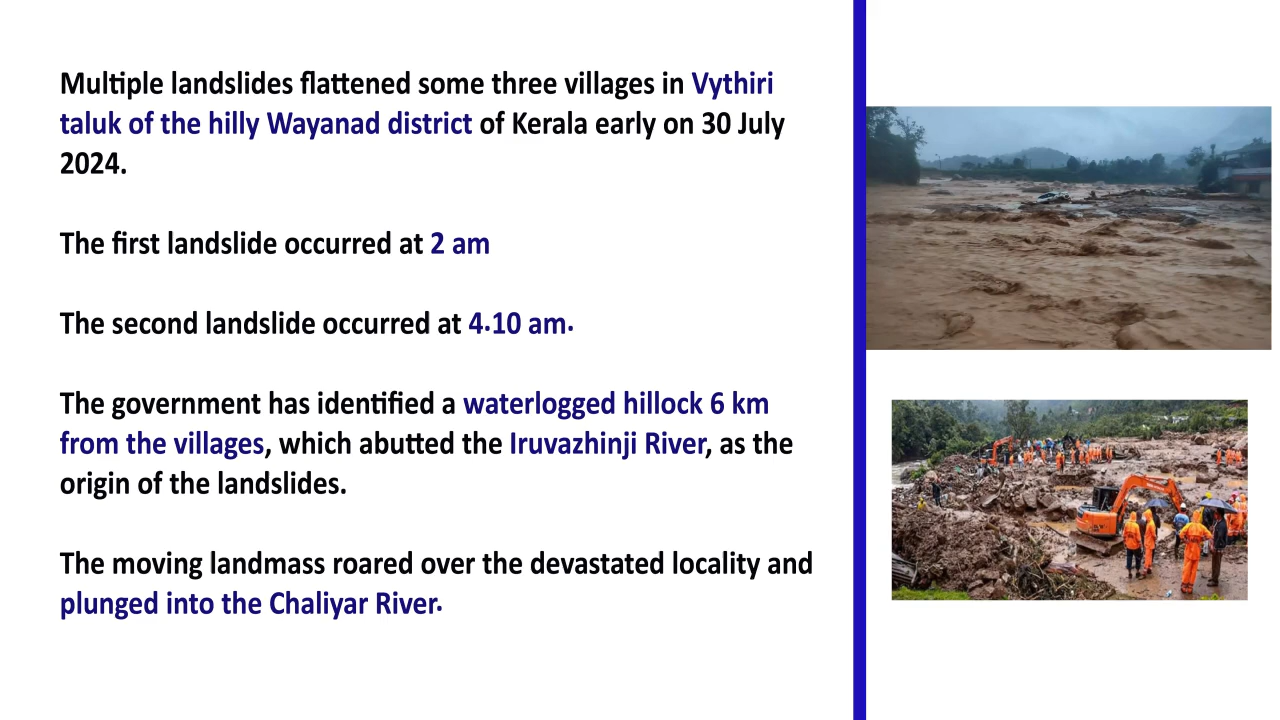 Multiple landslides flattened some three villages in Vythiri
taluk of the hilly Wayanad district of Kerala early on 30 July
2024.
The first landslide occurred at 2 am
The second landslide occurred at 4.10 am.
The government has identified a waterlogged hillock 6 km
from the villages, which abutted the Iruvazhinji River, as the
origin of the landslides.
The moving landmass roared over the devastated locality and
plunged into the Chaliyar River.